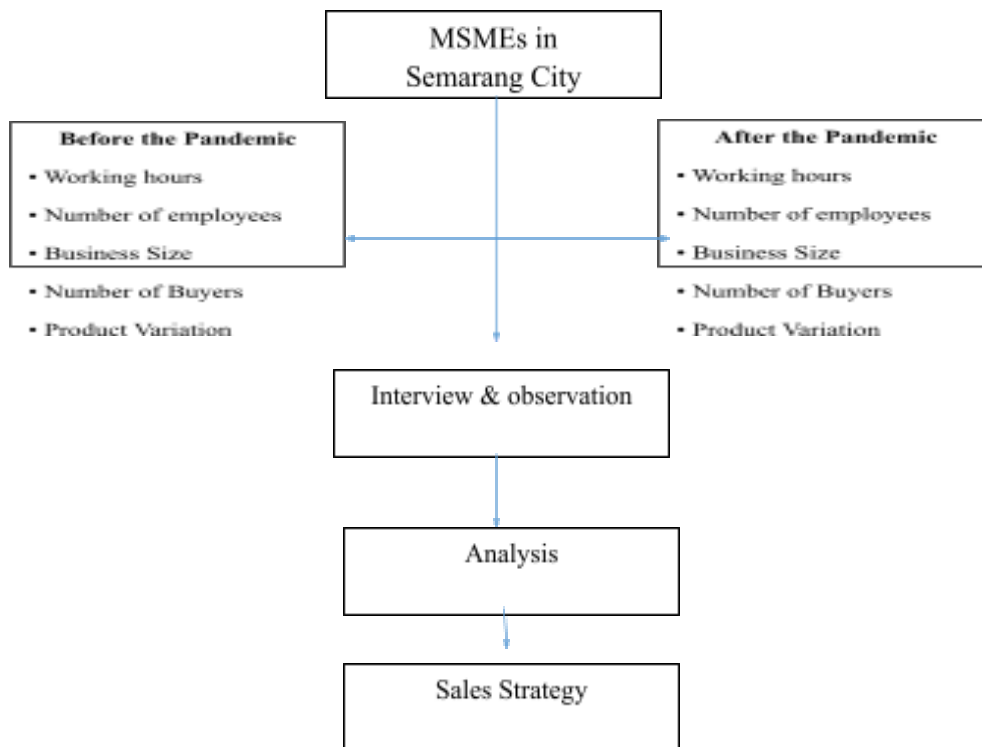 MSMEs in
Semarang City
Before the Pandemic
• Working hours
• Number of employees
• Business Size
• Number of Buyers
• Product Variation
After the Pandemic
• Working hours
• Number of employees
• Business Size
• Number of Buyers
• Product Variation
Interview & observation
Analysis
Sales Strategy